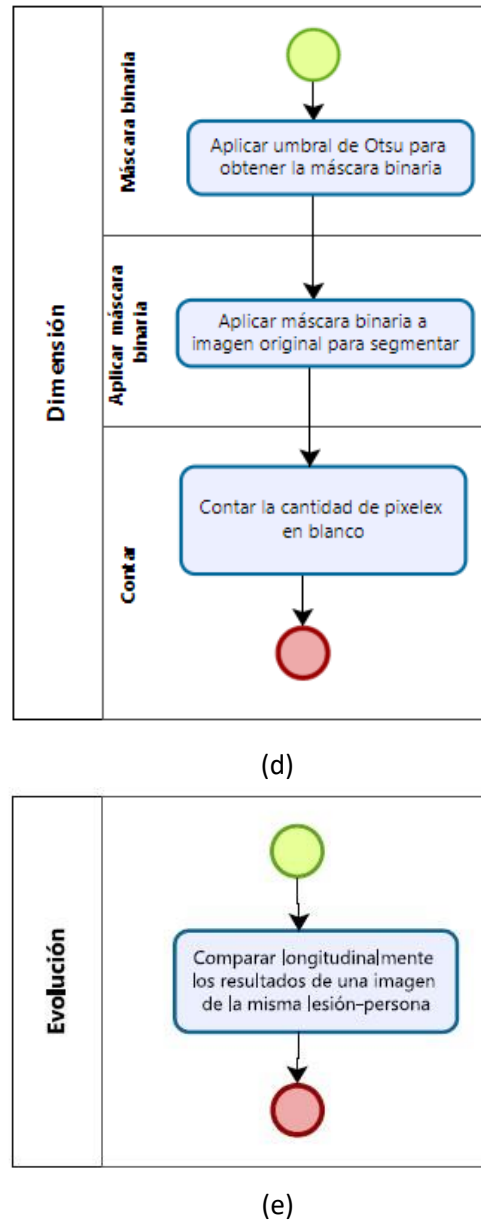 Dimensión
Máscara binaria
Aplicar umbral de Otsu para
obtener la máscara binaria
Aplicar máscara
binaria
Aplicar máscara binaria a
imagen original para segmentar
Contar
Contar la cantidad de pixelex
en blanco
(d)
Evolución
Comparar longitudinalmente
los resultados de una imagen
de la misma lesión-persona
(e)